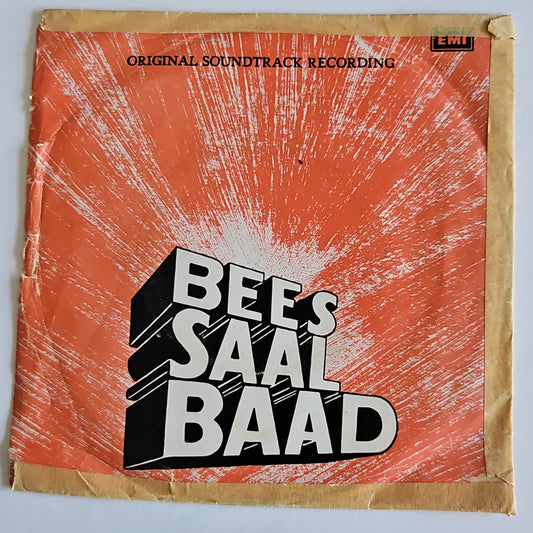 EMI
ORIGINAL SOUNDTRACK RECORDING
BEES
SAAL
BAAD